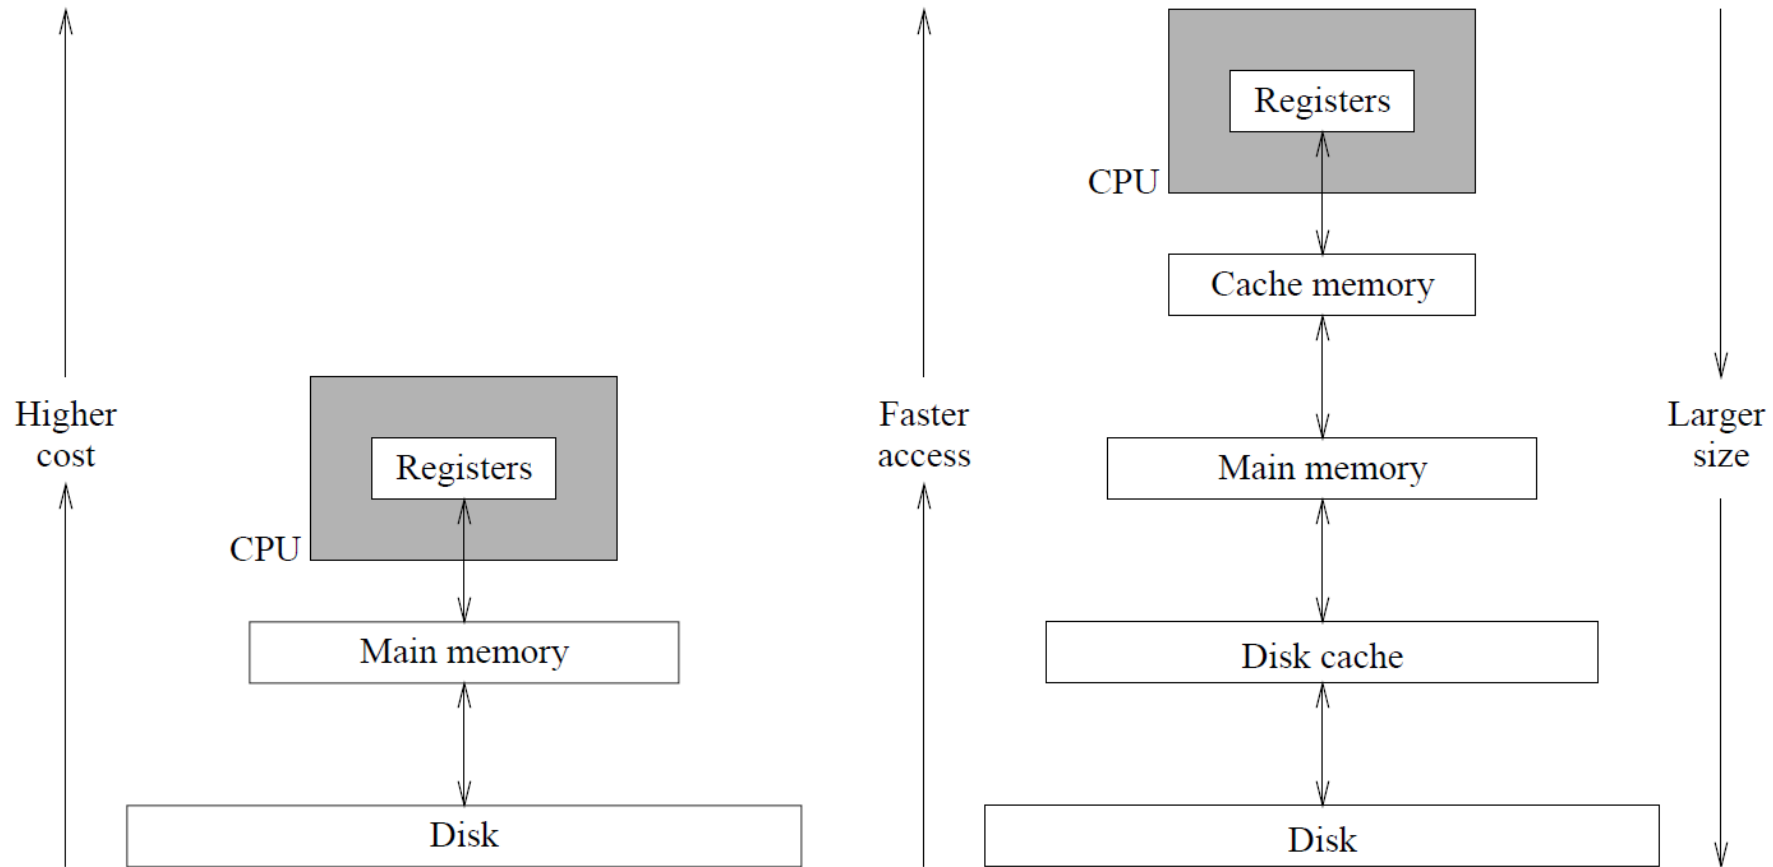 Higher
cost
Registers
CPU
Main memory
Disk
Faster
access
Registers
CPU
Cache memory
Main memory
Disk cache
Disk
Larger
size